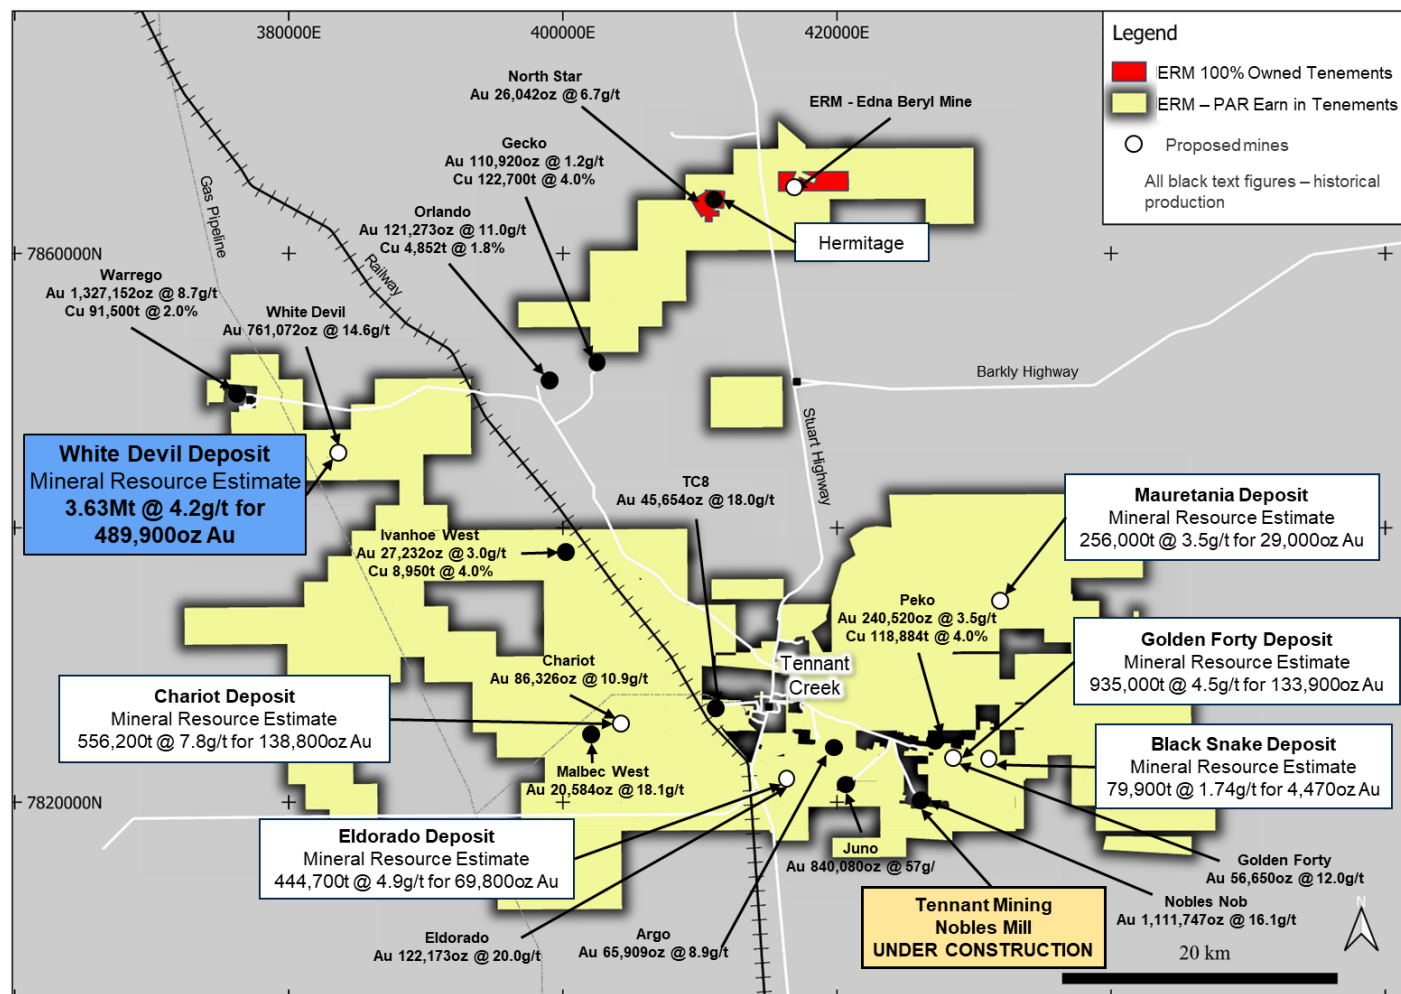 380000E
400000E
420000E
Legend
ERM 100% Owned Tenements
ERM – PAR Earn in Tenements
Proposed mines
All black text figures – historical
production
North Star
Au 26,042oz @ 6.7g/t
ERM - Edna Beryl Mine
Gecko
Au 110,920oz @ 1.2g/t
Cu 122,700t @ 4.0%
Gas Pipeline
Orlando
Au 121,273oz @ 11.0g/t
Cu 4,852t @ 1.8%
Hermitage
7860000N
Railway
Warrego
Au 1,327,152oz @ 8.7g/t
Cu 91,500t @ 2.0%
White Devil
Au 761,072oz @ 14.6g/t
Barkly Highway
Stuart Highway
White Devil Deposit
Mineral Resource Estimate
3.63Mt @ 4.2g/t for
489,900oz Au
TC8
Au 45,654oz @ 18.0g/t
Mauretania Deposit
Mineral Resource Estimate
256,000t @ 3.5g/t for 29,000oz Au
Ivanhoe West
Au 27,232oz @ 3.0g/t
Cu 8,950t @ 4.0%
Peko
Au 240,520oz @ 3.5g/t
Cu 118,884t @ 4.0%
Golden Forty Deposit
Mineral Resource Estimate
935,000t @ 4.5g/t for 133,900oz Au
Tennant
Creek
Chariot
Au 86,326oz @ 10.9g/t
Chariot Deposit
Mineral Resource Estimate
556,200t @ 7.8g/t for 138,800oz Au
Black Snake Deposit
Mineral Resource Estimate
79,900t @ 1.74g/t for 4,470oz Au
Malbec West
Au 20,584oz @ 18.1g/t
7820000N
Eldorado Deposit
Mineral Resource Estimate
444,700t @ 4.9g/t for 69,800oz Au
Juno
Au 840,080oz @ 57g/
Golden Forty
Au 56,650oz @ 12.0g/t
Tennant Mining
Nobles Mill
UNDER CONSTRUCTION
Nobles Nob
Au 1,111,747oz @ 16.1g/t
N
Eldorado
Au 122,173oz @ 20.0g/t
Argo
Au 65,909oz @ 8.9g/t
20 km